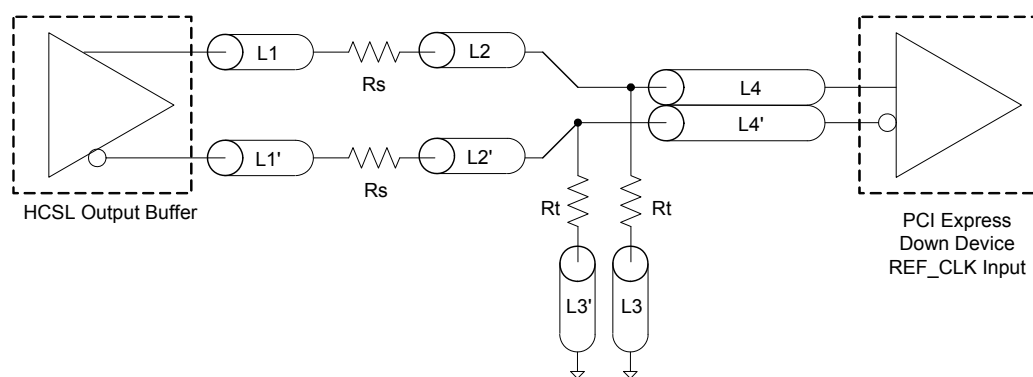 L1
Rs
L2
L4
L4'
L1'
Rs
L2'
HCSL Output Buffer
Rt
Rt
L3'
L3
PCI Express
Down Device
REF_CLK Input